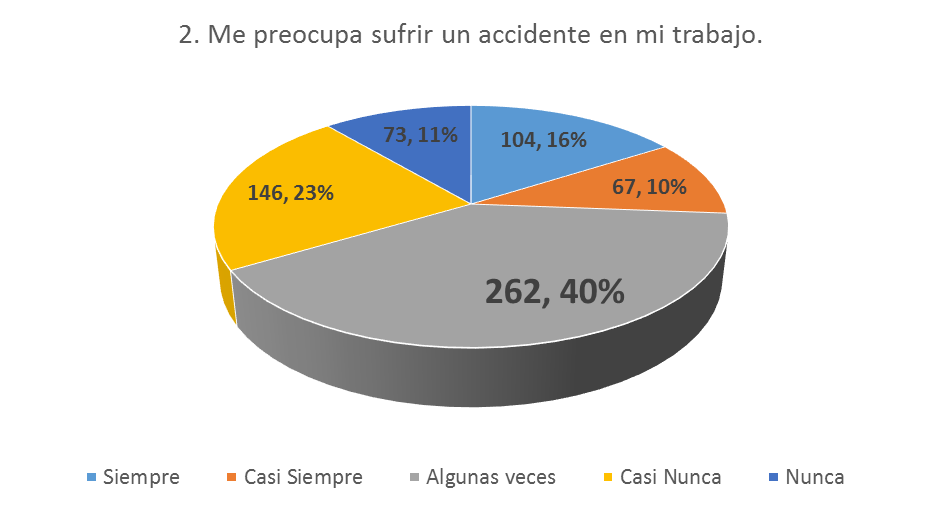 2. Me preocupa sufrir un accidente en mi trabajo.
73, 11%
104, 16%
67, 10%
146, 23%
262, 40%
Siempre
Casi Siempre
Algunas veces
Casi Nunca
Nunca